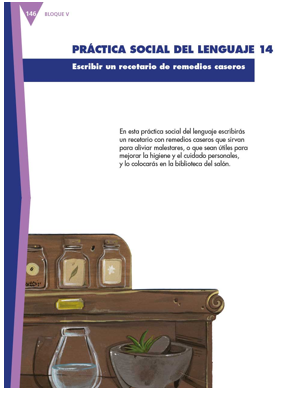 146 BLOQUE V
PRÁCTICA SOCIAL DEL LENGUAJE 14
Escribir un recetario de remedios caseros
En esta práctica social del lenguaje escribirás
un recetario con remedios caseros que sirvan
para aliviar malestares, o que sean útiles para
mejorar la higiene y el cuidado personales,
y lo colocarás en la biblioteca del salón.